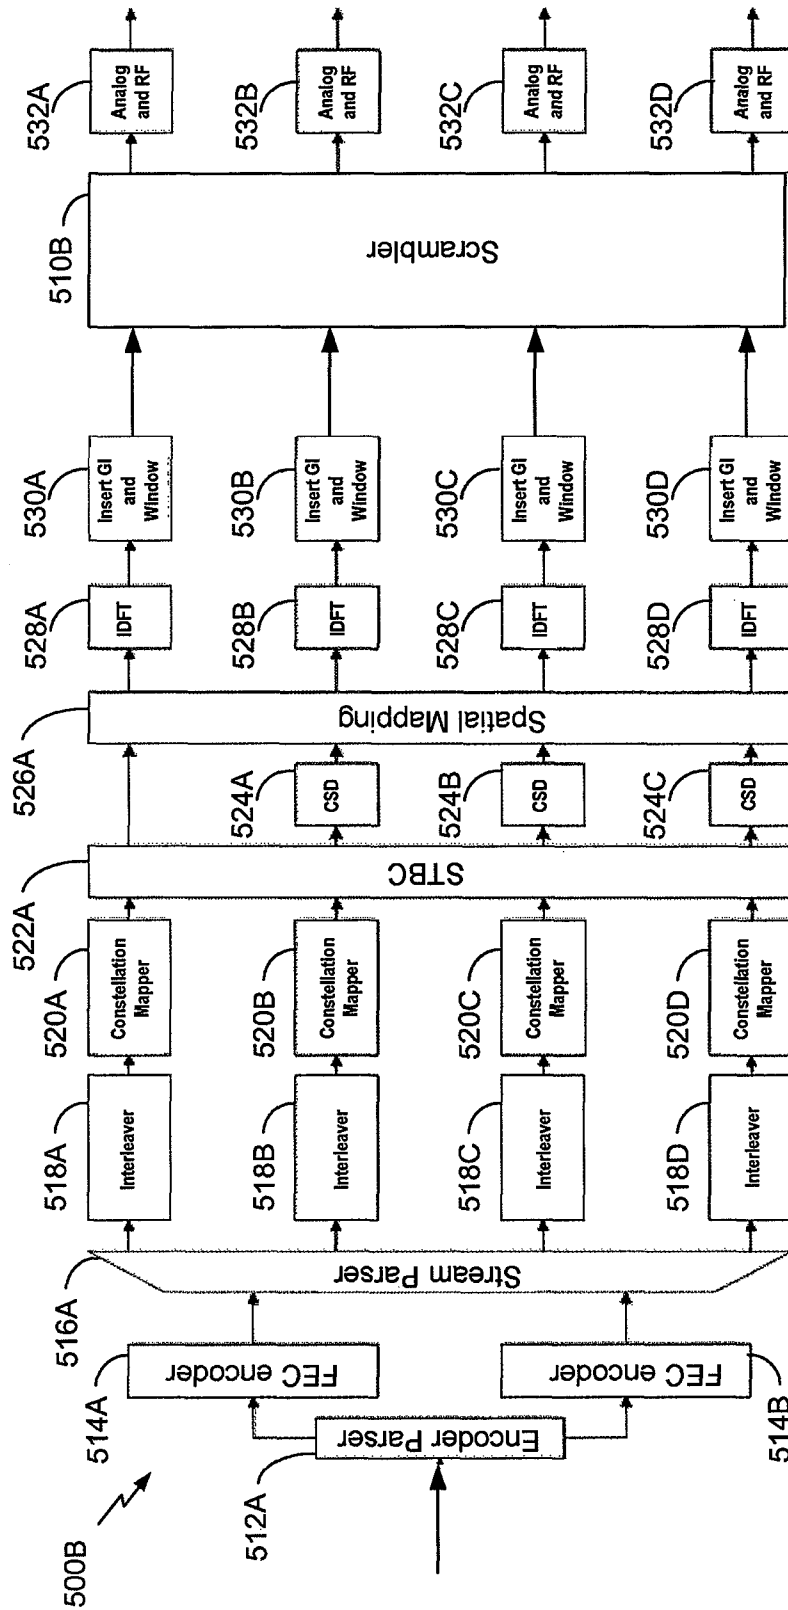 500B
512A
Encoder Parser
514A
FEC encoder
514B
FEC encoder
516A
Stream Parser
518A
Interleaver
518B
Interleaver
518C
Interleaver
518D
Interleaver
520A
Constellation
Mapper
520B
Constellation
Mapper
520C
Constellation
Mapper
520D
Constellation
Mapper
522A
STBC
524A
CSD
524B
CSD
524C
CSD
526A
Spatial Mapping
528A
IDFT
528B
IDFT
528C
IDFT
528D
IDFT
530A
Insert GI
and
Window
530B
Insert GI
and
Window
530C
Insert GI
and
Window
530D
Insert GI
and
Window
510B
Scrambler
532A
Analog
and RF
532B
Analog
and RF
532C
Analog
and RF
532D
Analog
and RF